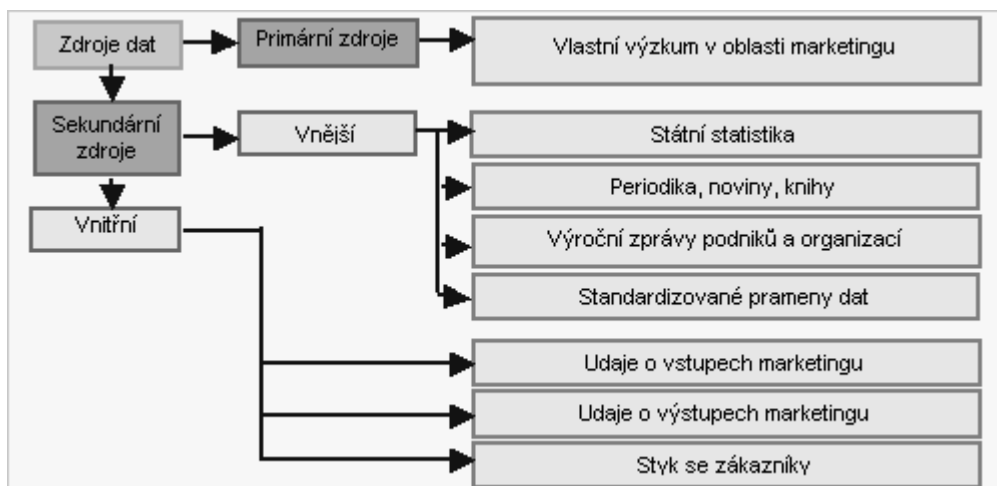 Zdroje dat
Primární zdroje
Vlastní výzkum v oblasti marketingu
Sekundární
zdroje
Vnější
Státní statistika
Periodika, noviny, knihy
Vnitřní
Výroční zprávy podniků a organizací
Standardizované prameny dat
Udaje o vstupech marketingu
Udaje o výstupech marketingu
Styk se zákazníky